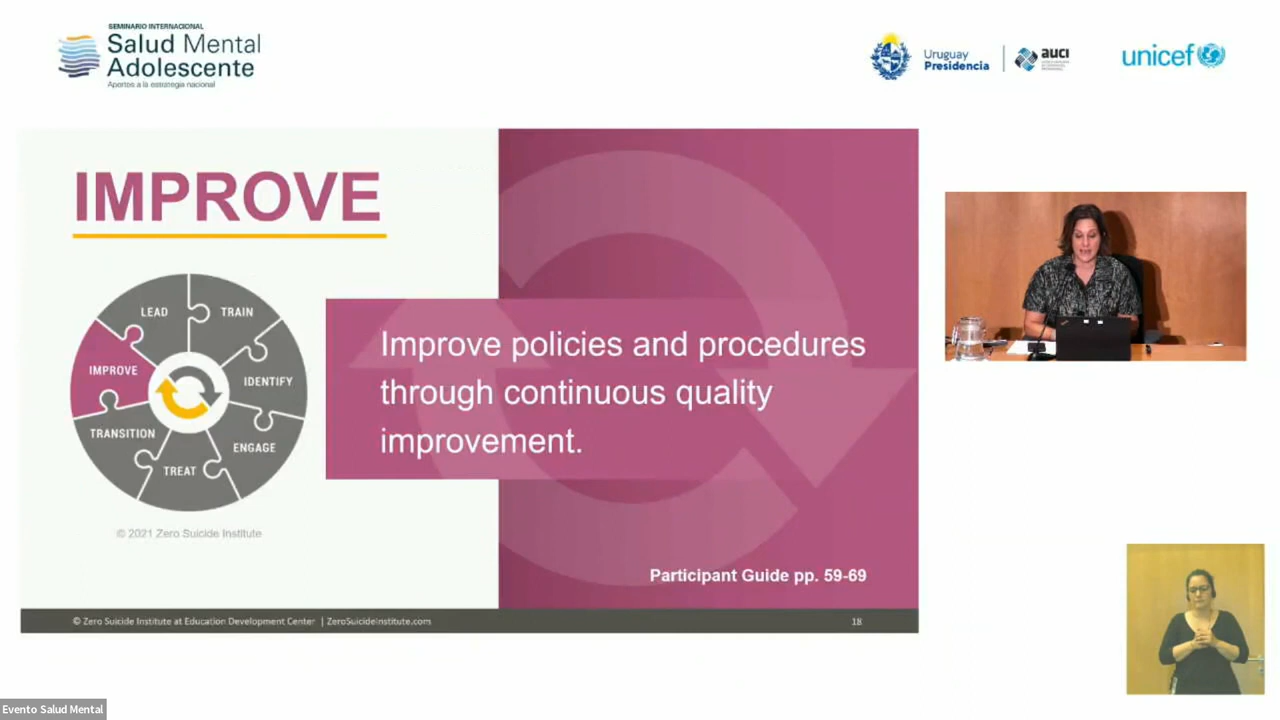 SEMINARIO INTERNACIONAL
Salud Mental
Adolescente
Aportes a la estrategia nacional
Uruguay
Presidencia
AUCI
unicef
IMPROVE
LEAD
TRAIN
IMPROVE
IDENTIFY
TRANSITION
ENGAGE
TREAT
© 2021 Zero Suicide Institute
Improve policies and procedures
through continuous quality
improvement.
Participant Guide pp. 59-69
© Zero Suicide Institute at Education Development Center | ZeroSuicideInstitute.com
18
Evento Salud Mental